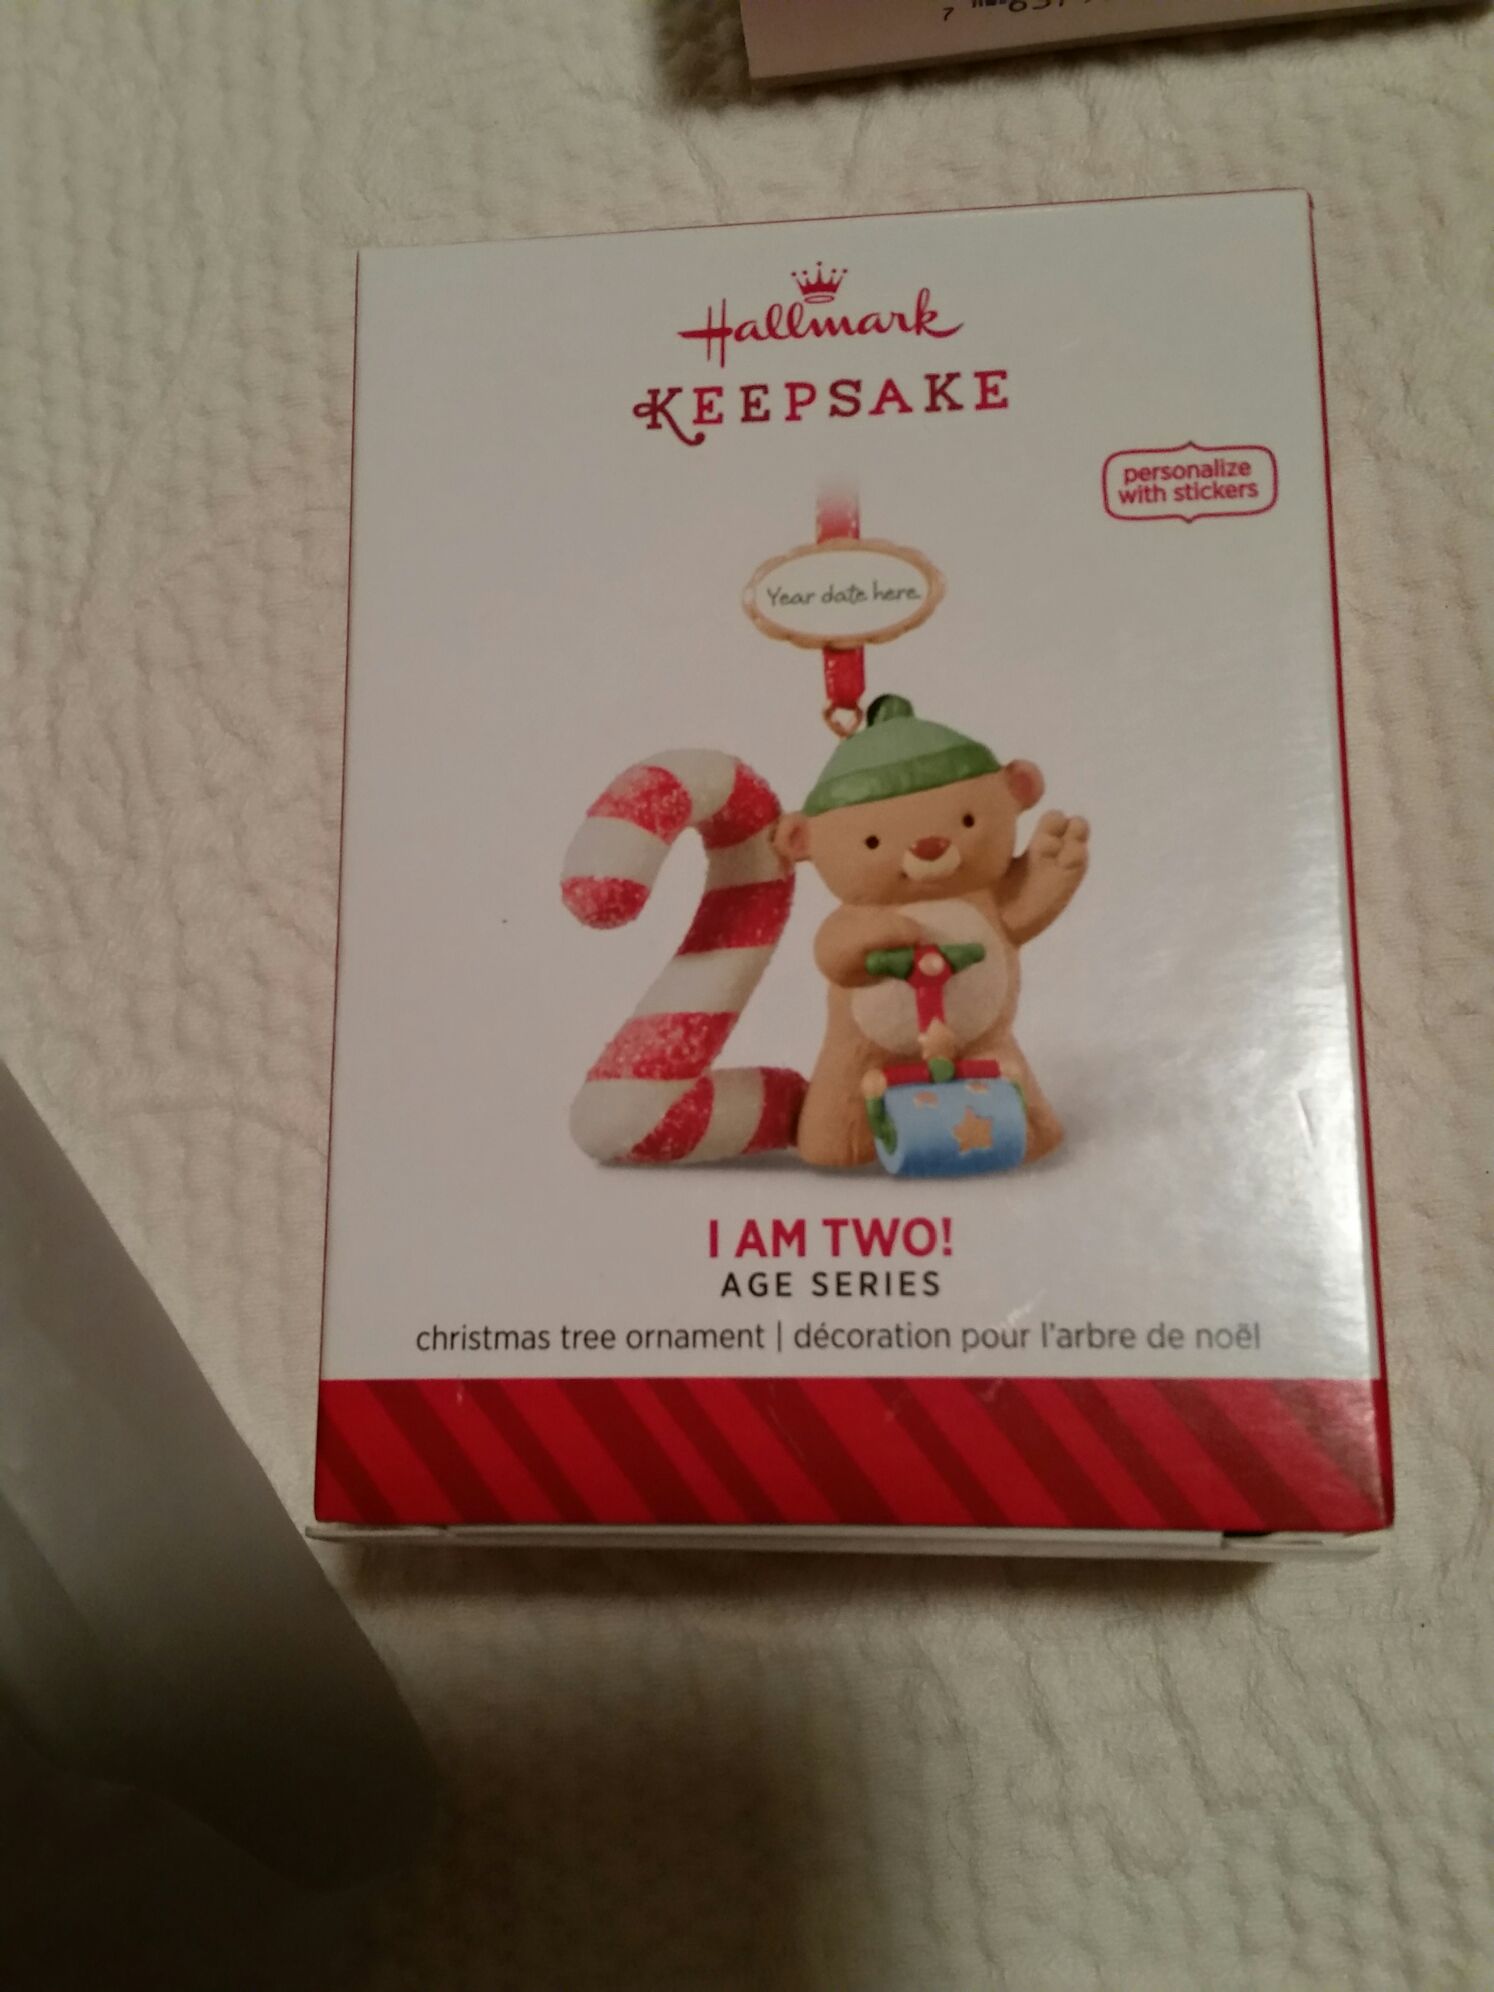 Hallmark
KEEPSAKE
personalize
with stickers
Year date here
I AM TWO!
AGE SERIES
christmas tree ornament | décoration pour l'arbre de noël